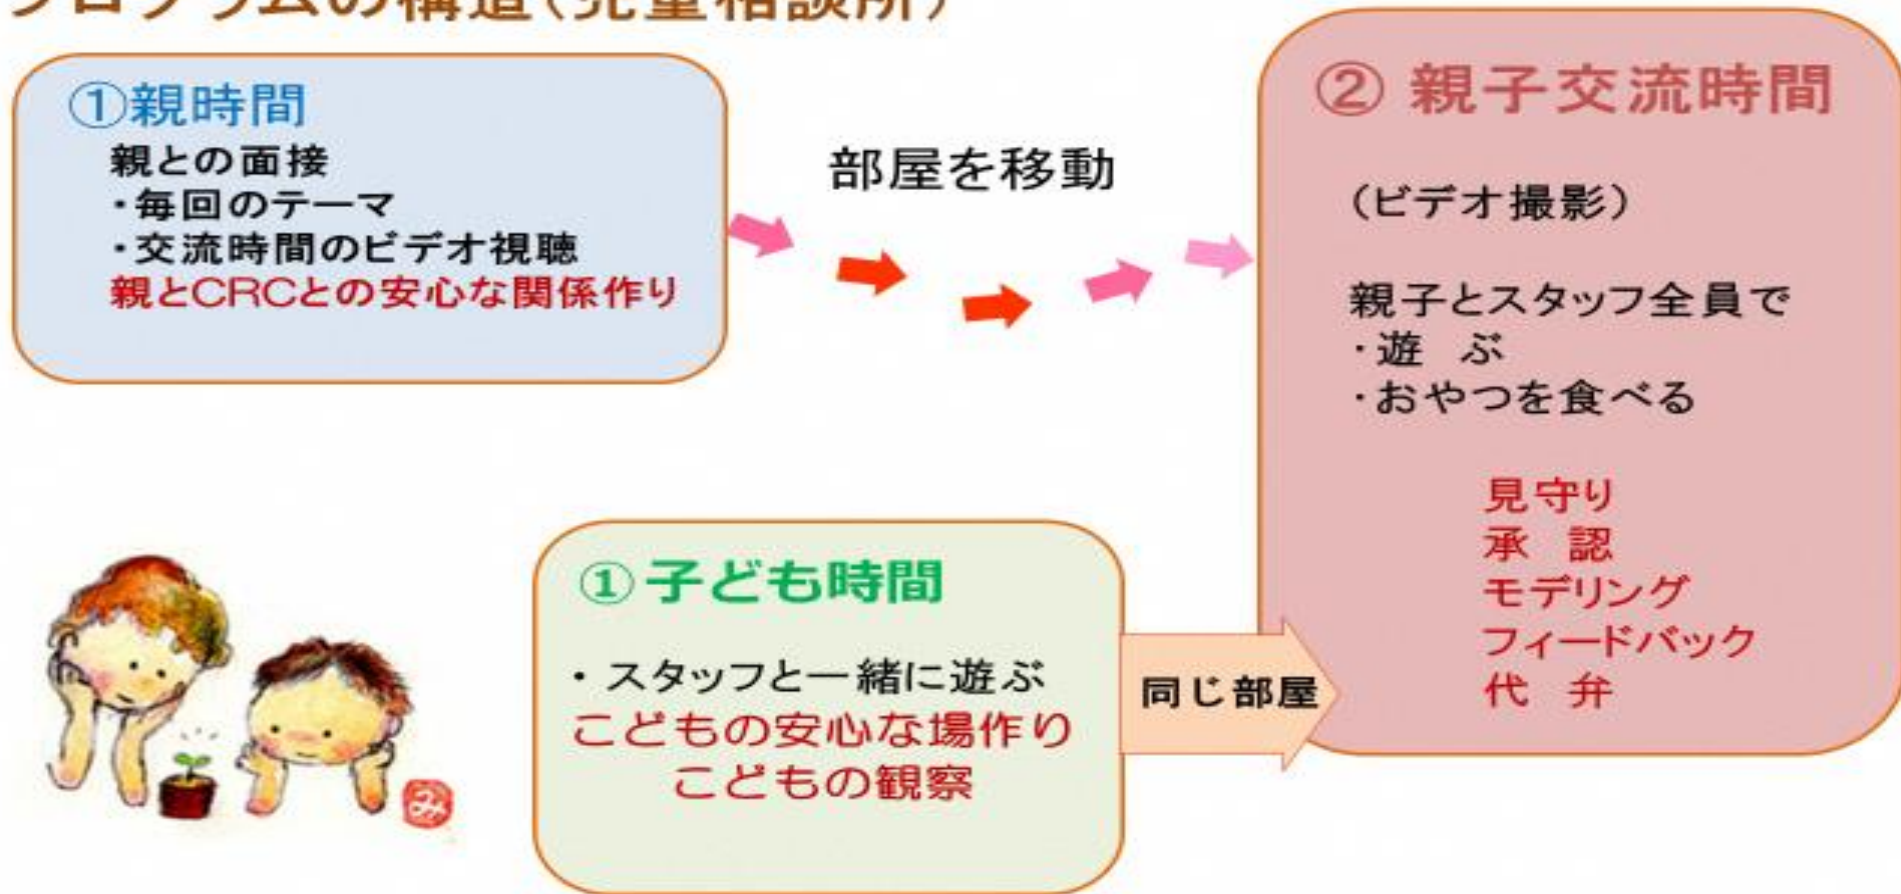 プログラムの構造(児童相談所)
①親時間
親との面接
・毎回のテーマ
・交流時間のビデオ視聴
親とCRCとの安心な関係作り
部屋を移動
② 親子交流時間
（ビデオ撮影）
親子とスタッフ全員で
・遊　ぶ
・おやつを食べる
見守り
承　認
モデリング
フィードバック
代　弁
①子ども時間
・スタッフと一緒に遊ぶ
こどもの安心な場作り
こどもの観察
同じ部屋
み